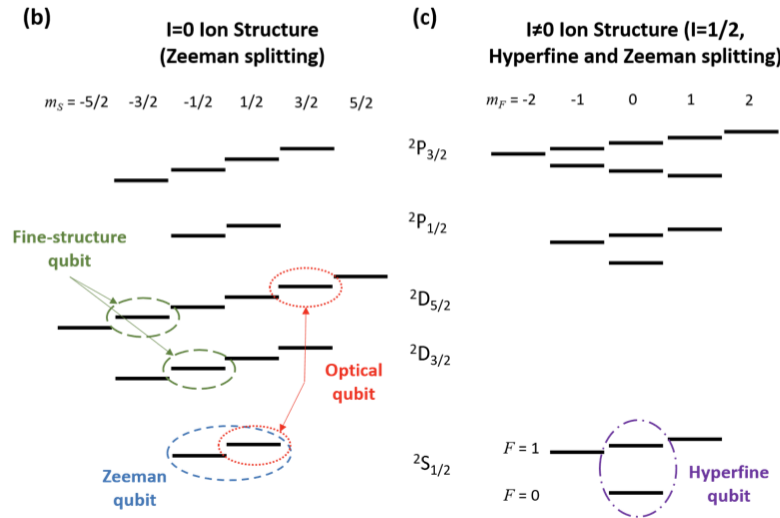 (b)
I=0 Ion Structure
(Zeeman splitting)
m_S = -5/2 -3/2 -1/2 1/2 3/2 5/2
Fine-structure
qubit
Optical
qubit
Zeeman
qubit
²P₃/₂
²P₁/₂
²D₅/₂
²D₃/₂
²S₁/₂
(c)
I≠0 Ion Structure (I=1/2,
Hyperfine and Zeeman splitting)
m_F = -2 -1 0 1 2
F = 1
F = 0
Hyperfine
qubit